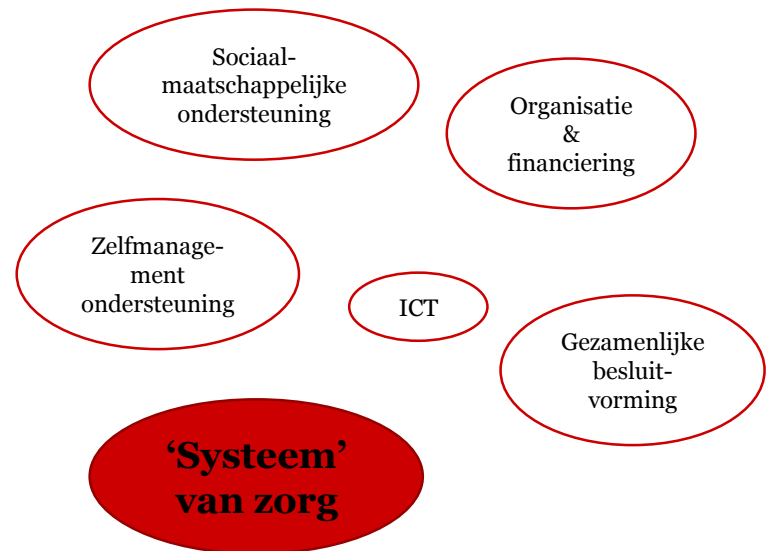 Sociaal-
maatschappelijke
ondersteuning
Organisatie
&
financiering
Zelfmanage-
ment
ondersteuning
ICT
Gezamenlijke
besluit-
vorming
‘Systeem’
van zorg